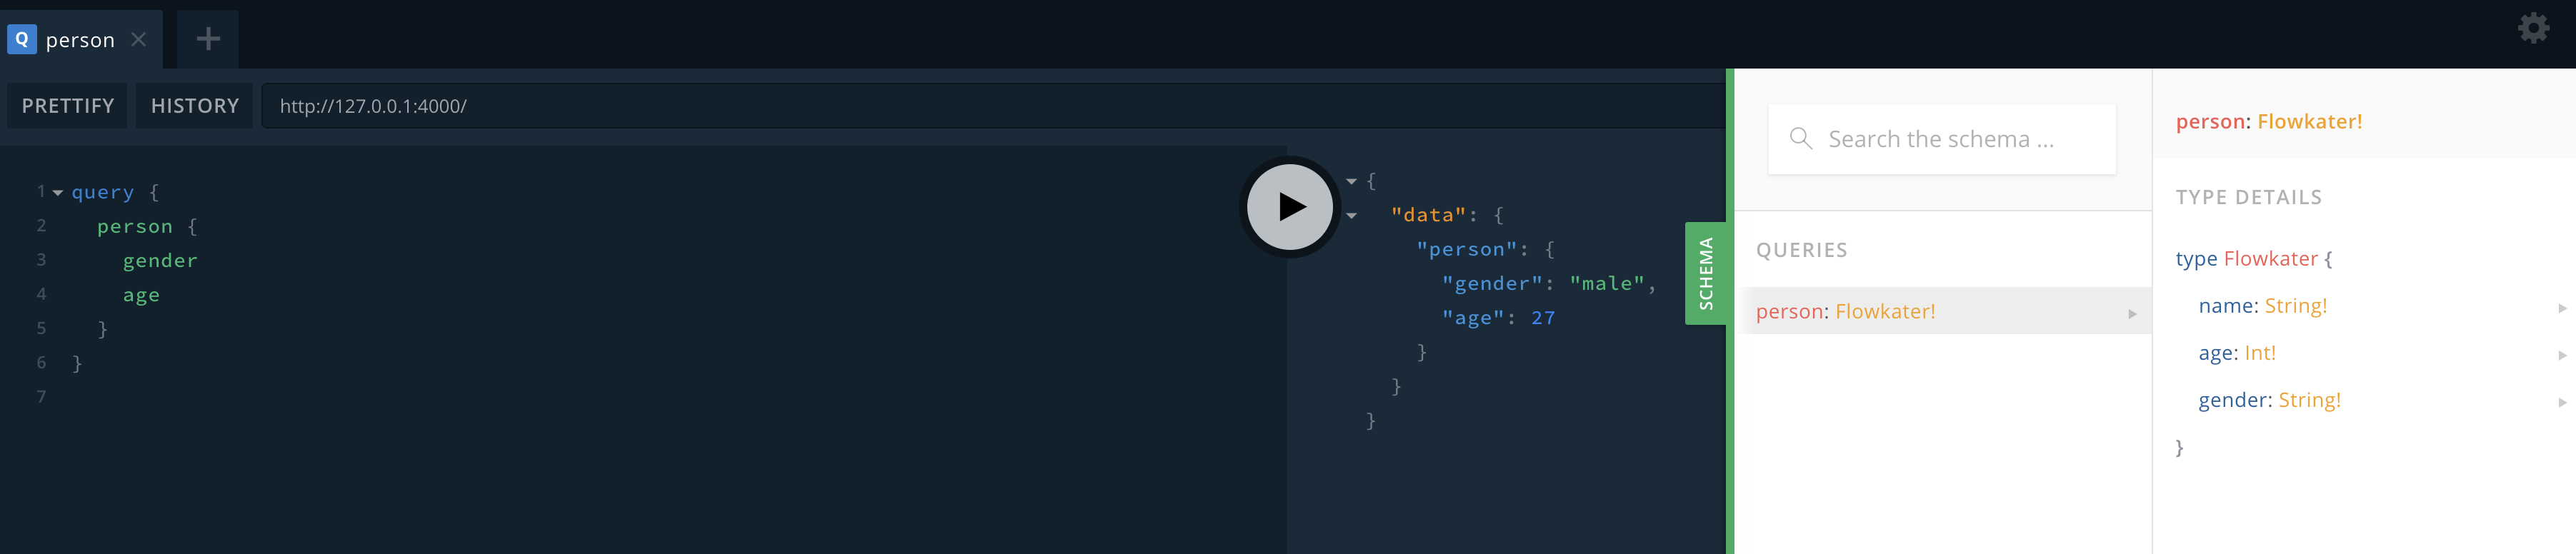 Q person
PRETTIFY HISTORY http://127.0.0.1:4000/
1 query {
2 person {
3 gender
4 age
5 }
6 }
7
{
"data": {
"person": {
"gender": "male",
"age": 27
}
}
}
SCHEMA
Search the schema ...
QUERIES
person: Flowkater!
person: Flowkater!
TYPE DETAILS
type Flowkater {
name: String!
age: Int!
gender: String!
}